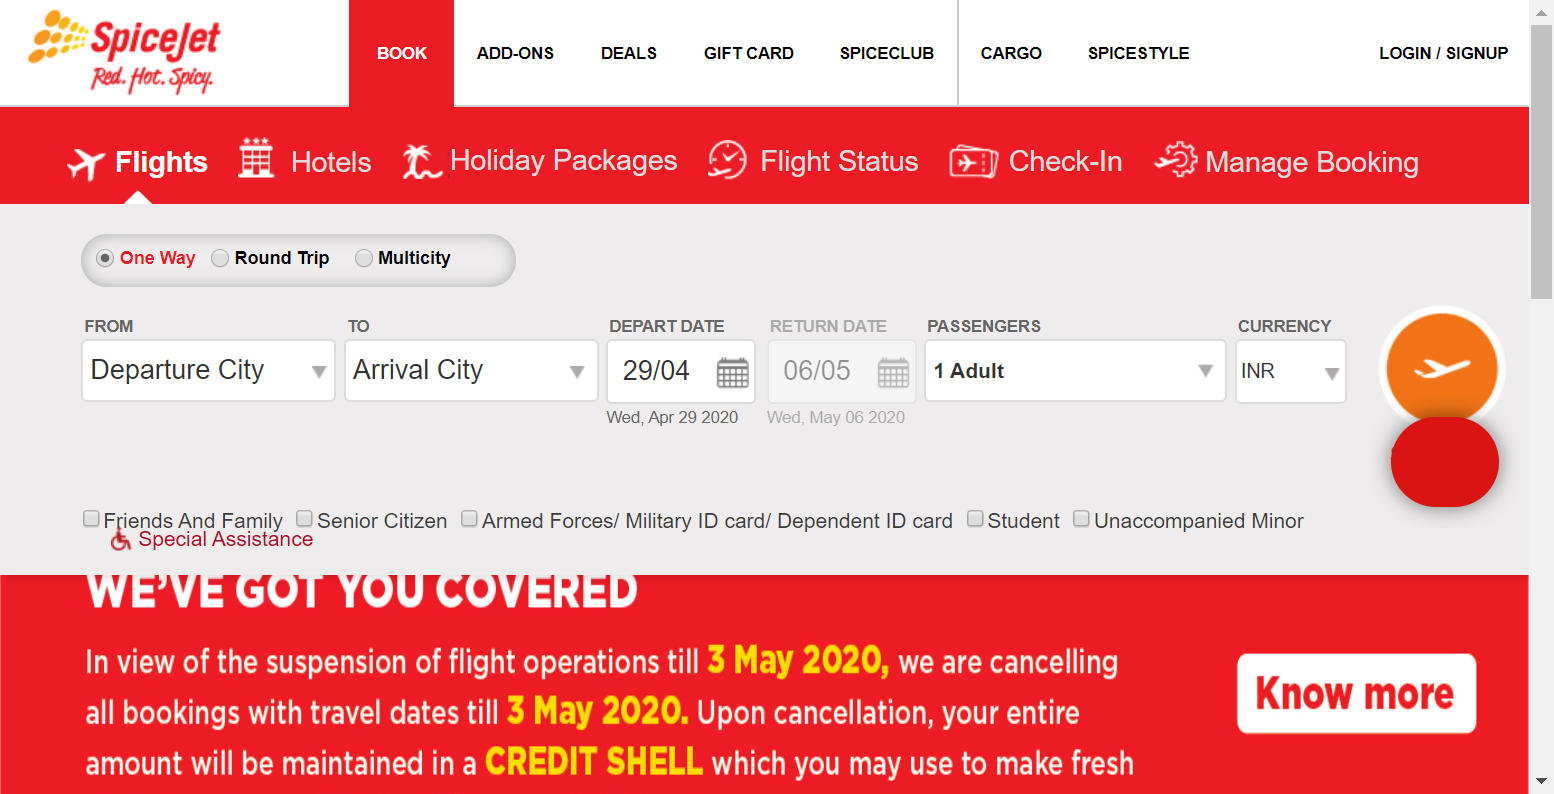 SpiceJet
Red. Hot. Spicy.
BOOK
ADD-ONS
DEALS
GIFT CARD
SPICECLUB
CARGO
SPICESTYLE
LOGIN / SIGNUP
Flights
Hotels
Holiday Packages
Flight Status
Check-In
Manage Booking
One Way
Round Trip
Multicity
FROM
TO
DEPART DATE
RETURN DATE
PASSENGERS
CURRENCY
Departure City
Arrival City
29/04
06/05
1 Adult
INR
Wed, Apr 29 2020
Wed, May 06 2020
Friends And Family
Senior Citizen
Armed Forces/ Military ID card/ Dependent ID card
Student
Unaccompanied Minor
Special Assistance
WE'VE GOT YOU COVERED
In view of the suspension of flight operations till 3 May 2020, we are cancelling
all bookings with travel dates till 3 May 2020. Upon cancellation, your entire
amount will be maintained in a CREDIT SHELL which you may use to make fresh
Know more